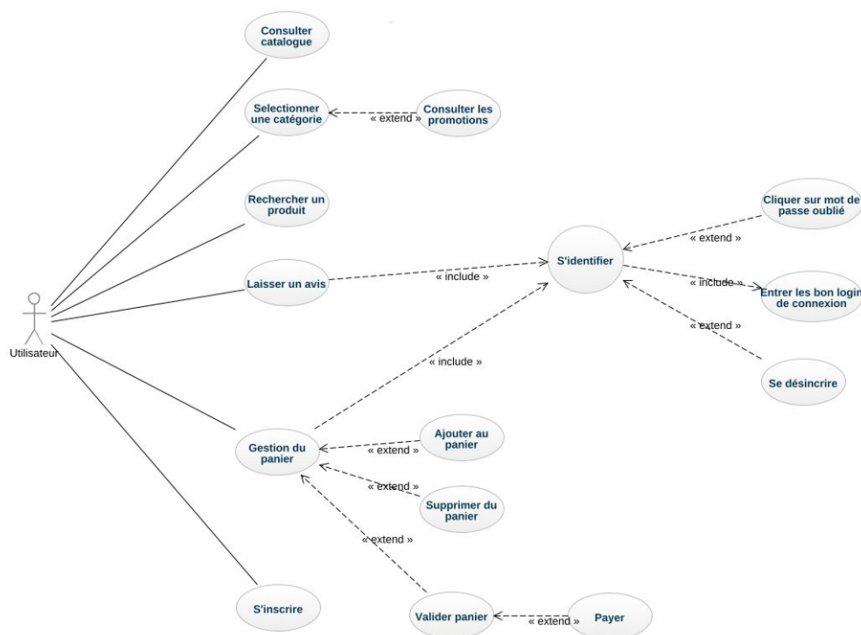 Consulter
catalogue
Selectionner
une catégorie
« extend »
Consulter les
promotions
Rechercher un
produit
Cliquer sur mot de
passe oublié
« extend »
S'identifier
Laisser un avis
« include »
« include »
Entrer les bon login
de connexion
« extend »
Utilisateur
« include »
Se désincrire
Gestion du
panier
« extend »
Ajouter au
panier
« extend »
Supprimer du
panier
« extend »
S'inscrire
Valider panier
« extend »
Payer